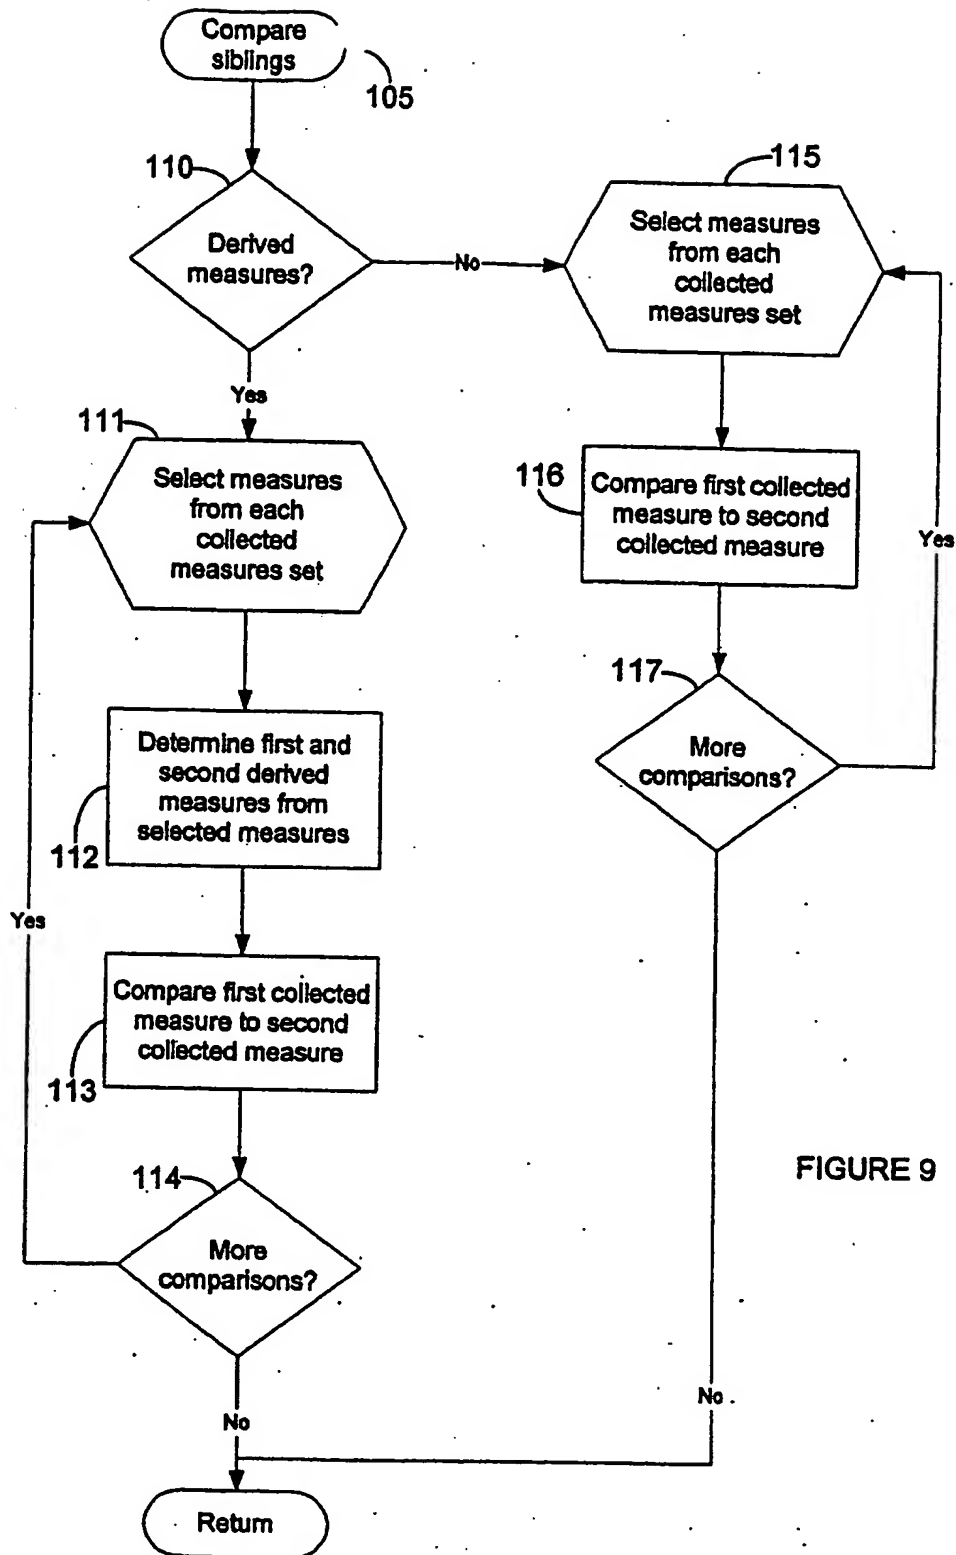 Compare
siblings
105
110
Derived
measures?
No
115
Select measures
from each
collected
measures set
Yes
111
Select measures
from each
collected
measures set
116
Compare first collected
measure to second
collected measure
Yes
117
More
comparisons?
Determine first and
second derived
measures from
selected measures
112
Yes
Compare first collected
measure to second
collected measure
113
114
More
comparisons?
FIGURE 9
No
No
Return